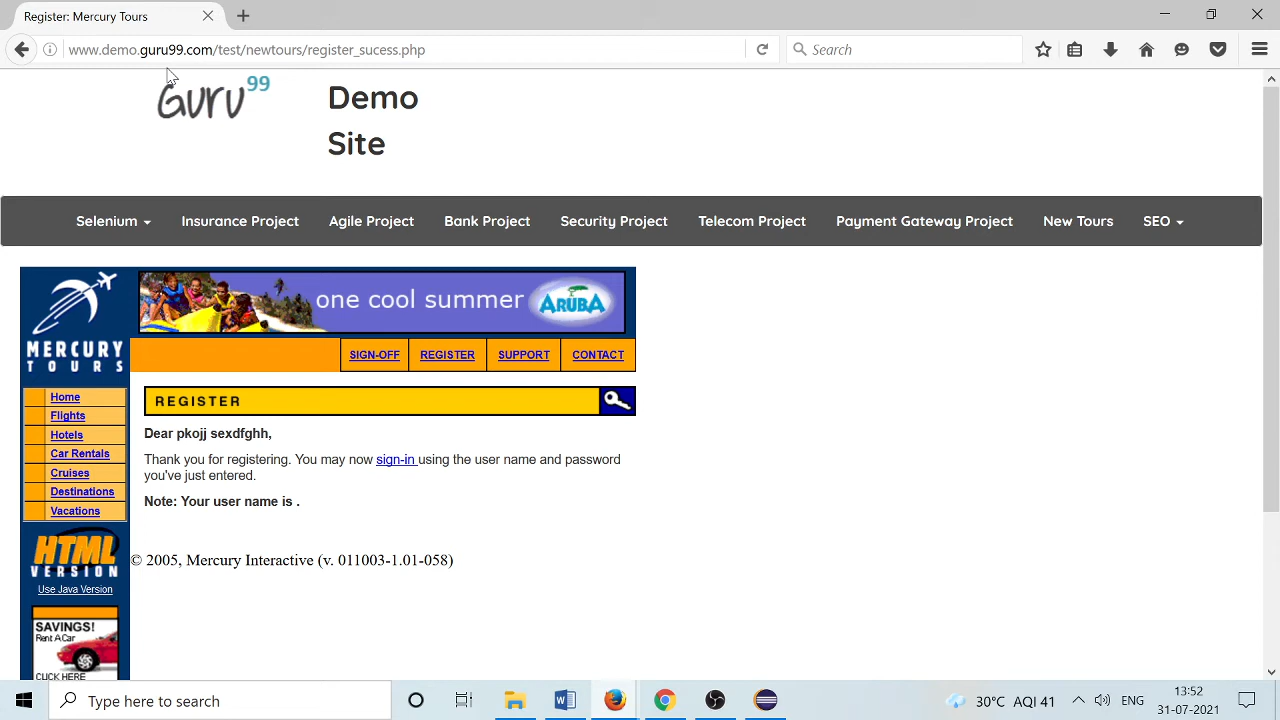 Register: Mercury Tours
www.demo.guru99.com/test/newtours/register_sucess.php
Search
Guru99
Demo
Site
Selenium
Insurance Project
Agile Project
Bank Project
Security Project
Telecom Project
Payment Gateway Project
New Tours
SEO
MERCURY
TOURS
one cool summer
ARUBA
SIGN-OFF
REGISTER
SUPPORT
CONTACT
Home
Flights
Hotels
Car Rentals
Cruises
Destinations
Vacations
REGISTER
Dear pkojj sexdfghh,
Thank you for registering. You may now sign-in using the user name and password
you've just entered.
Note: Your user name is .
HTML
VERSION
Use Java Version
© 2005, Mercury Interactive (v. 011003-1.01-058)
SAVINGS!
Rent A Car
CLICK HERE
Type here to search
30°C AQI 41
ENG
13:52
31-07-2021